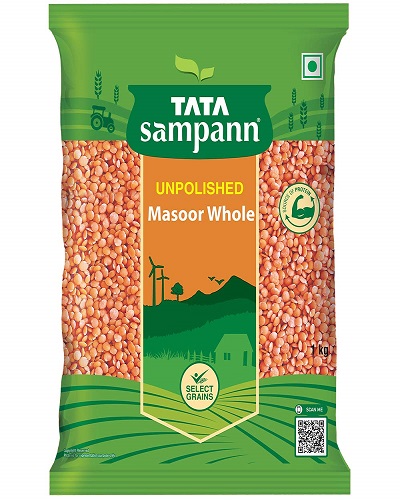 TATA
sampann®
UNPOLISHED
Masoor Whole
SOURCE OF PROTEIN
1 kg
SELECT
GRAINS
SCAN ME